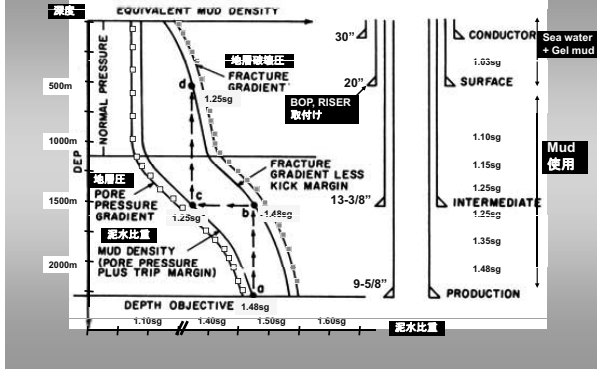 深度
EQUIVALENT MUD DENSITY
NORMAL PRESSURE
500m
1000m
1500m
2000m
地層破壊圧
FRACTURE
GRADIENT
1.25sg
d
FRACTURE
GRADIENT LESS
KICK MARGIN
地層圧
PORE
PRESSURE
GRADIENT
c
1.25sg
b
1.48sg
泥水比重
MUD DENSITY
(PORE PRESSURE
PLUS TRIP MARGIN)
a
DEPTH OBJECTIVE
1.48sg
1.10sg
1.40sg
1.50sg
1.60sg
泥水比重
30”
CONDUCTOR
Sea water
+ Gel mud
1.03sg
20”
SURFACE
BOP, RISER
取付け
1.10sg
Mud
使用
1.15sg
1.25sg
13-3/8”
INTERMEDIATE
1.25sg
1.35sg
1.48sg
9-5/8”
PRODUCTION